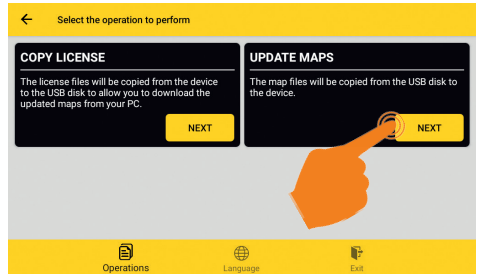 Select the operation to perform
COPY LICENSE
The license files will be copied from the device
to the USB disk to allow you to download the
updated maps from your PC.
NEXT
UPDATE MAPS
The map files will be copied from the USB disk to
the device.
NEXT
Operations
Language
Exit